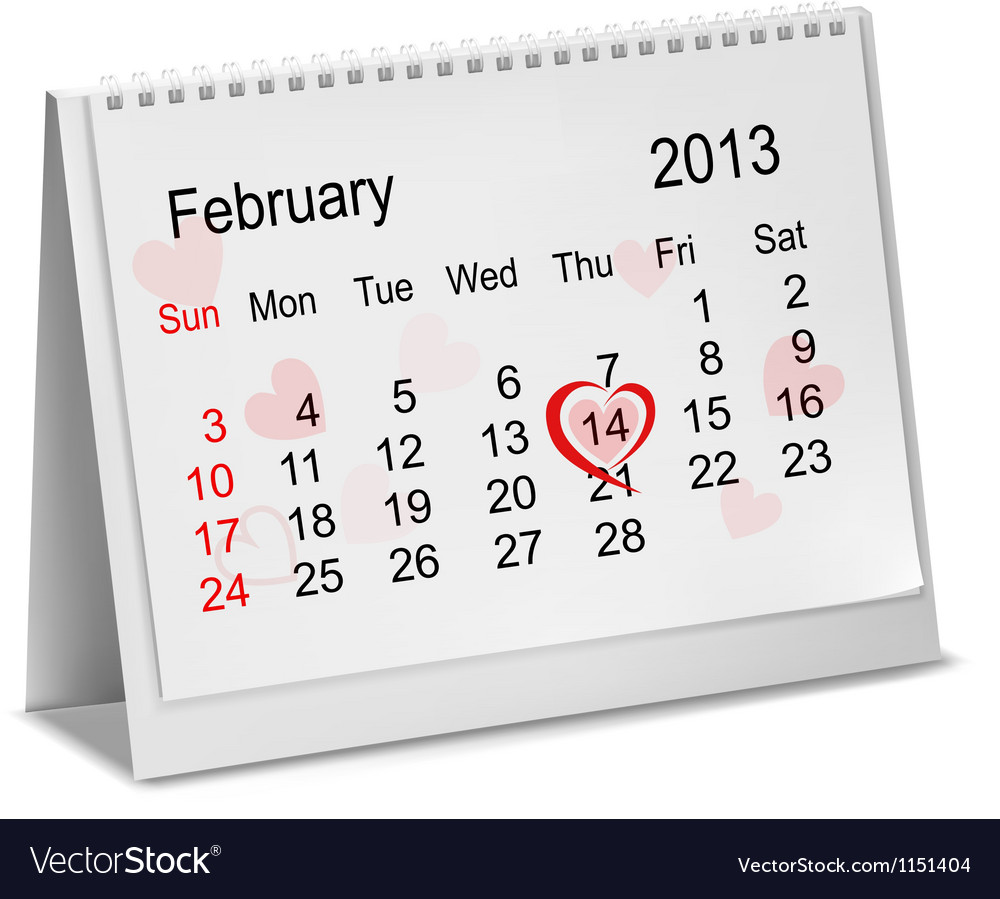 February 2013
Sun Mon Tue Wed Thu Fri Sat
1 2
3 4 5 6 7 8 9
10 11 12 13 14 15 16
17 18 19 20 21 22 23
24 25 26 27 28
VectorStock® VectorStock.com/1151404